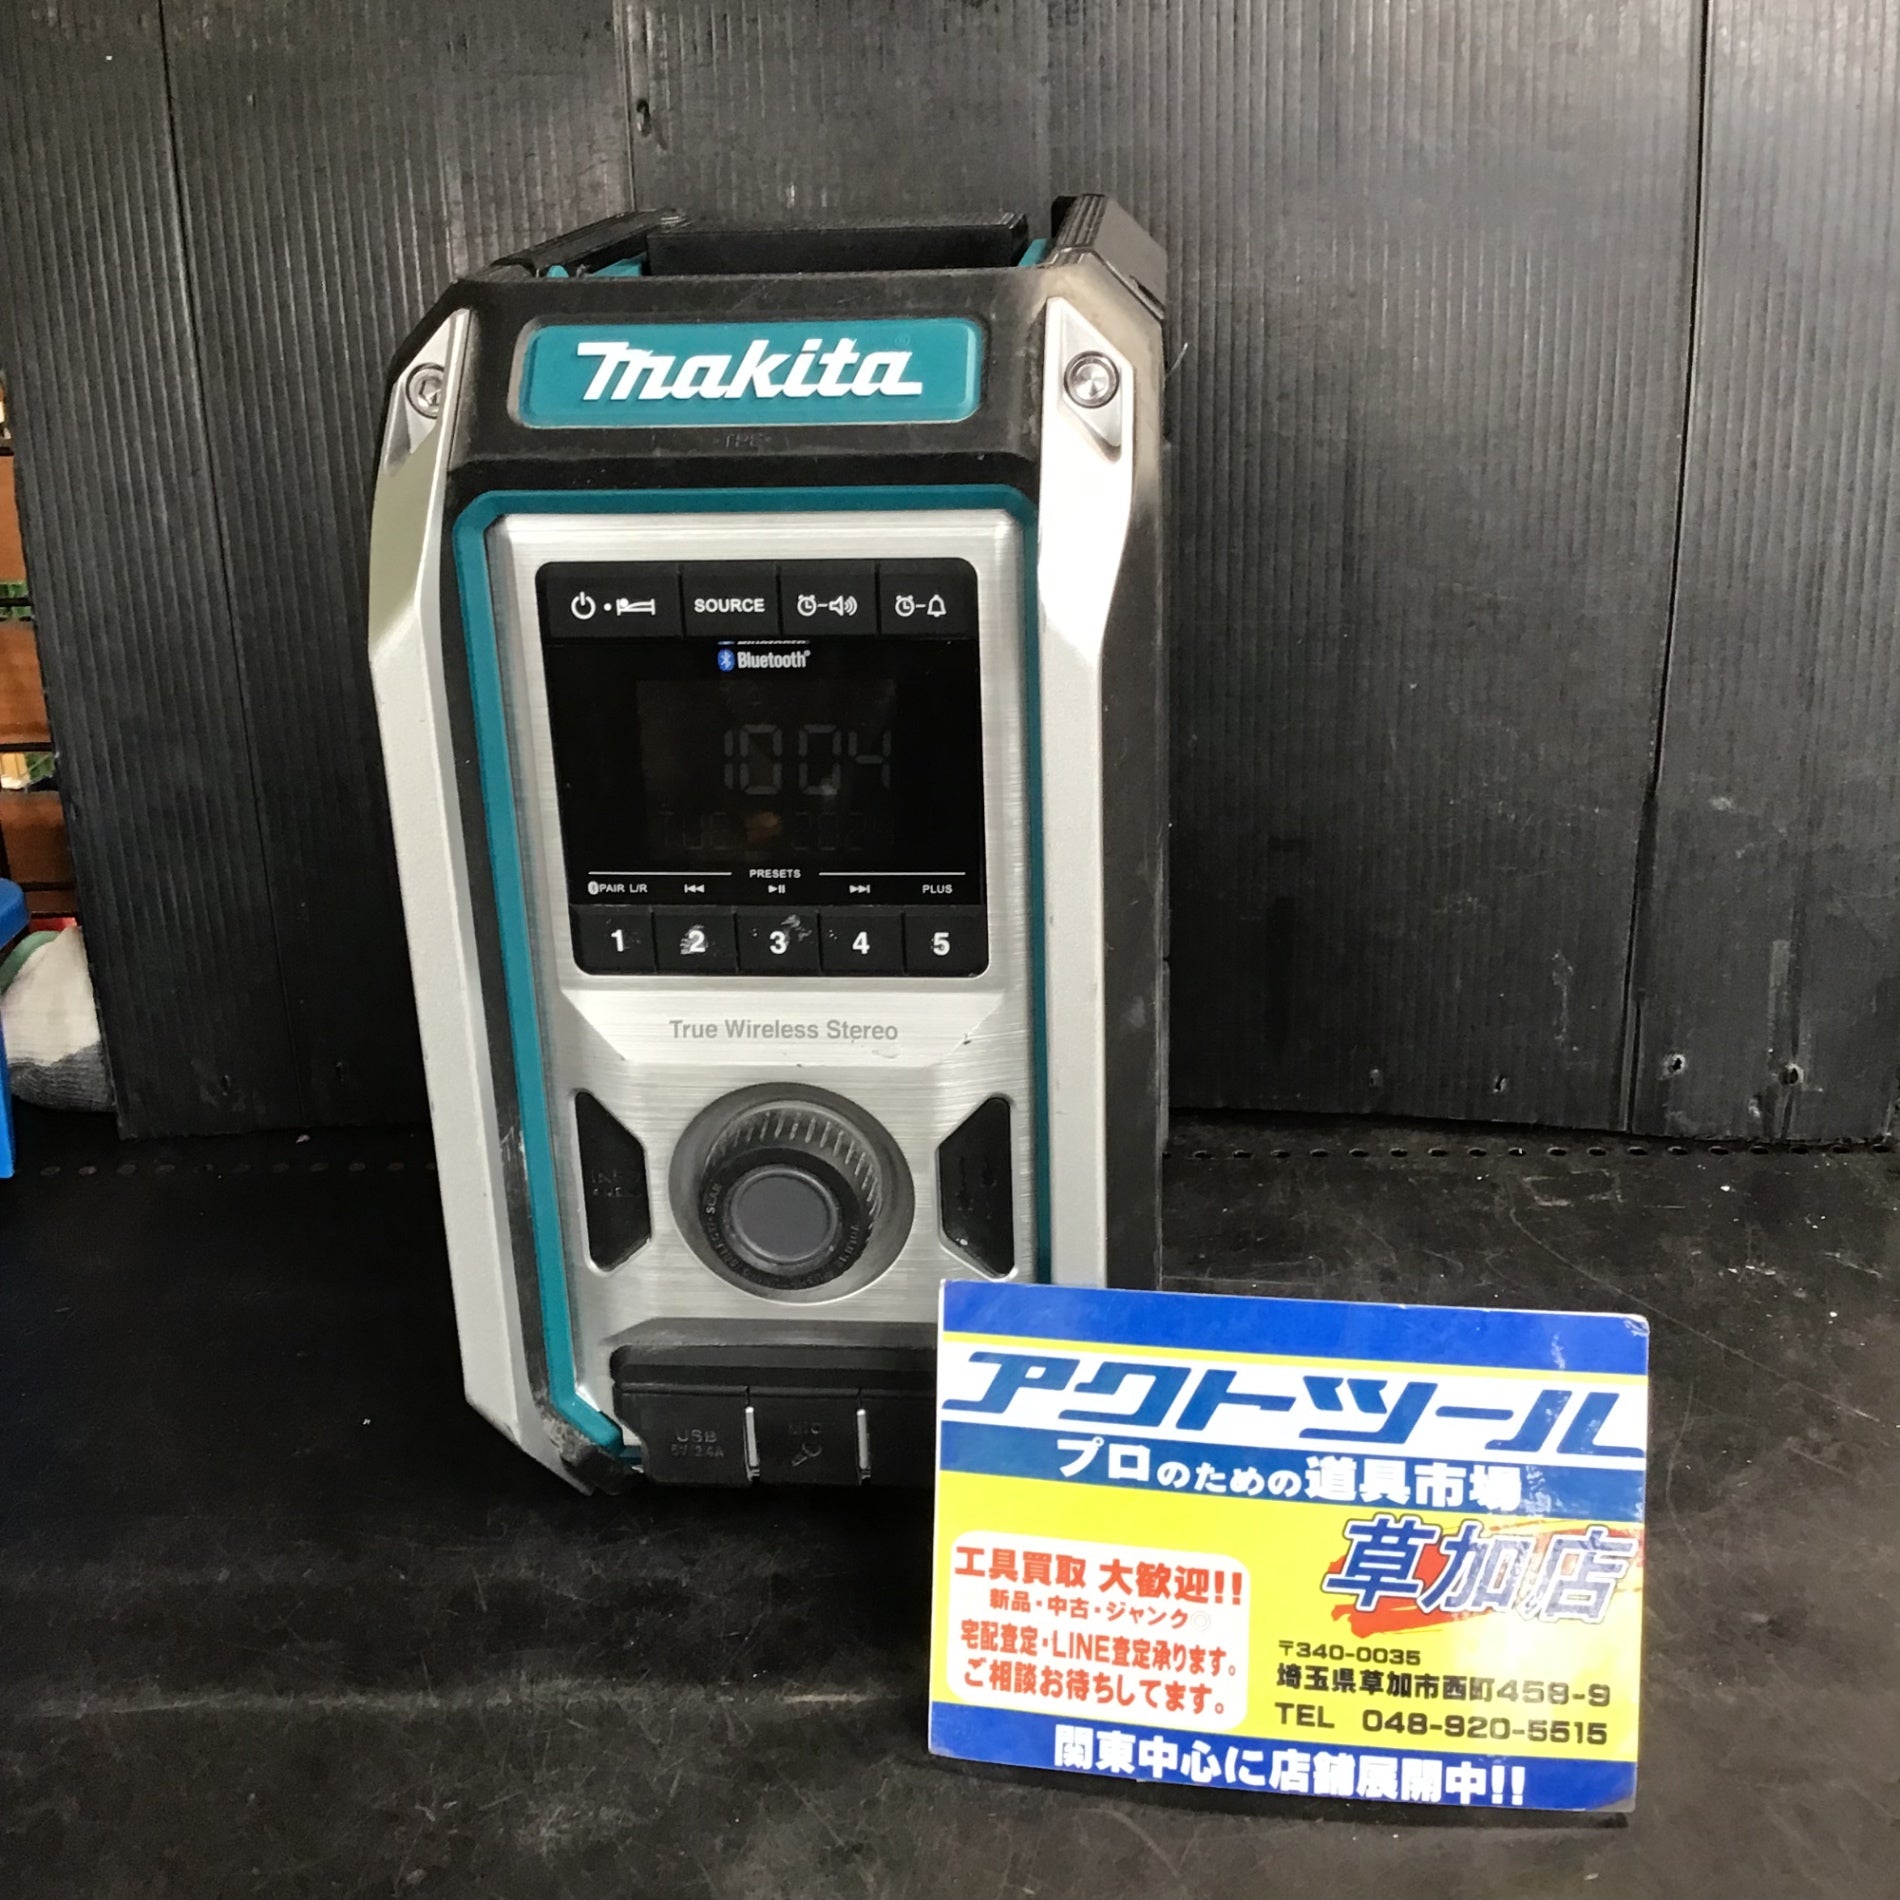 makita
TPE
SOURCE
Bluetooth®
1004
TUE 202
PRESETS
PAIR L/R PLUS
1 2 3 4 5
True Wireless Stereo
USB
5V 2.4A
MIC
アクトツール
プロのための道具市場
草加店
工具買取 大歓迎!!
新品・中古・ジャンク◎
宅配査定・LINE査定承ります。
ご相談お待ちしてます。
〒340-0035
埼玉県草加市西町458-9
TEL 048-920-5515
関東中心に店舗展開中!!